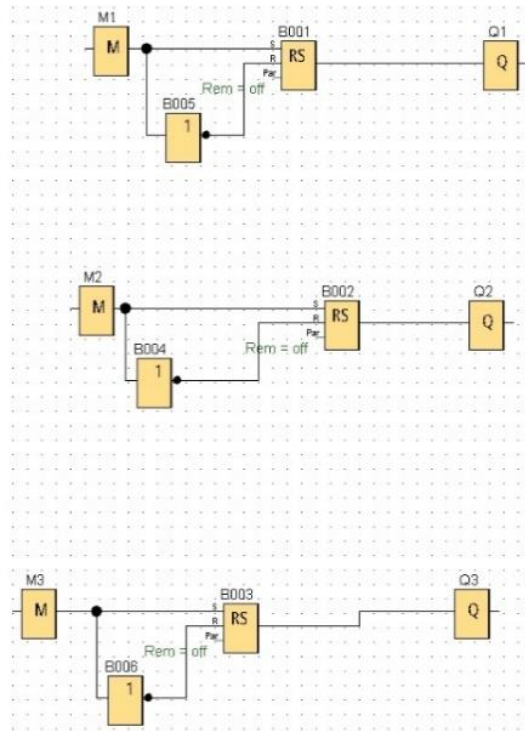 M1
M
B001
S
R
Par
RS
Q1
Q
Rem = off
B005
1
M2
M
B002
S
R
Par
RS
Q2
Q
Rem = off
B004
1
M3
M
B003
S
R
Par
RS
Q3
Q
Rem = off
B006
1